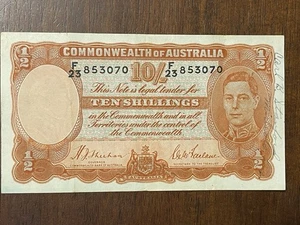 COMMONWEALTH OF AUSTRALIA
1/2 F/23 853070 10/- F/23 853070 1/2
This Note is legal tender for
TEN SHILLINGS
in the Commonwealth and in all
Territories under the control of
the Commonwealth.
1/2 1/2
AUSTRALIA